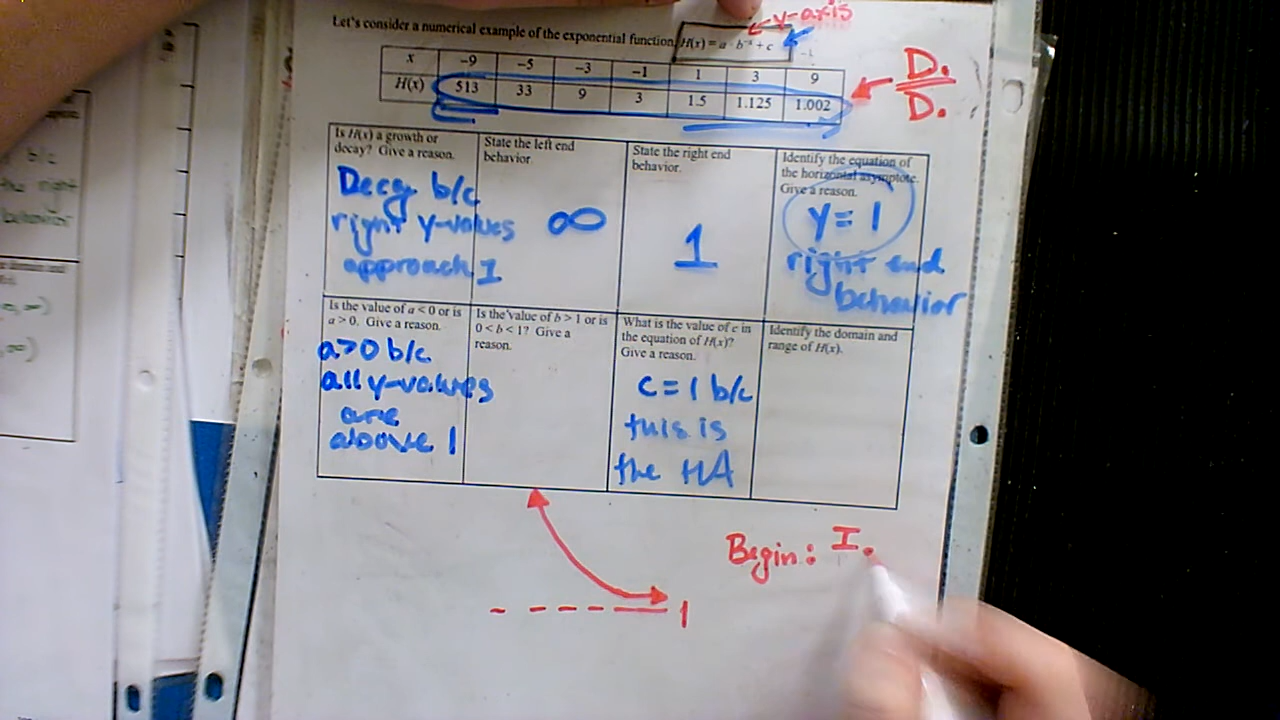 y-axis
Let's consider a numerical example of the exponential function H(x) = a · b⁻ˣ + c
x −9 −5 −3 −1 1 3 9
H(x) 513 33 9 3 1.5 1.125 1.002
D.
D.
Is H(x) a growth or
decay? Give a reason.
Decay b/c
right y-values
approach 1
State the left end
behavior.
∞
State the right end
behavior.
1
Identify the equation of
the horizontal asymptote.
Give a reason.
y = 1
right end
behavior
Is the value of a < 0 or is
a > 0. Give a reason.
a>0 b/c
all y-values
are
above 1
Is the value of b > 1 or is
0 < b < 1? Give a
reason.
What is the value of c in
the equation of H(x)?
Give a reason.
c = 1 b/c
this is
the HA
Identify the domain and
range of H(x).
Begin: I.
1
b/c
the right
behavior